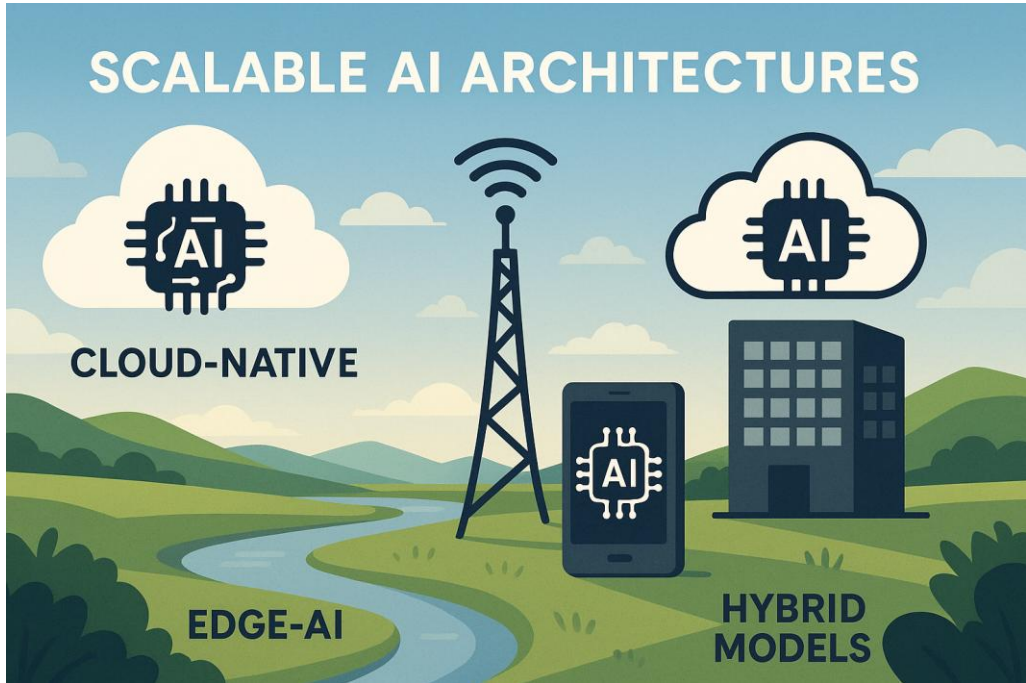 SCALABLE AI ARCHITECTURES
AI
AI
CLOUD-NATIVE
AI
EDGE-AI
HYBRID
MODELS